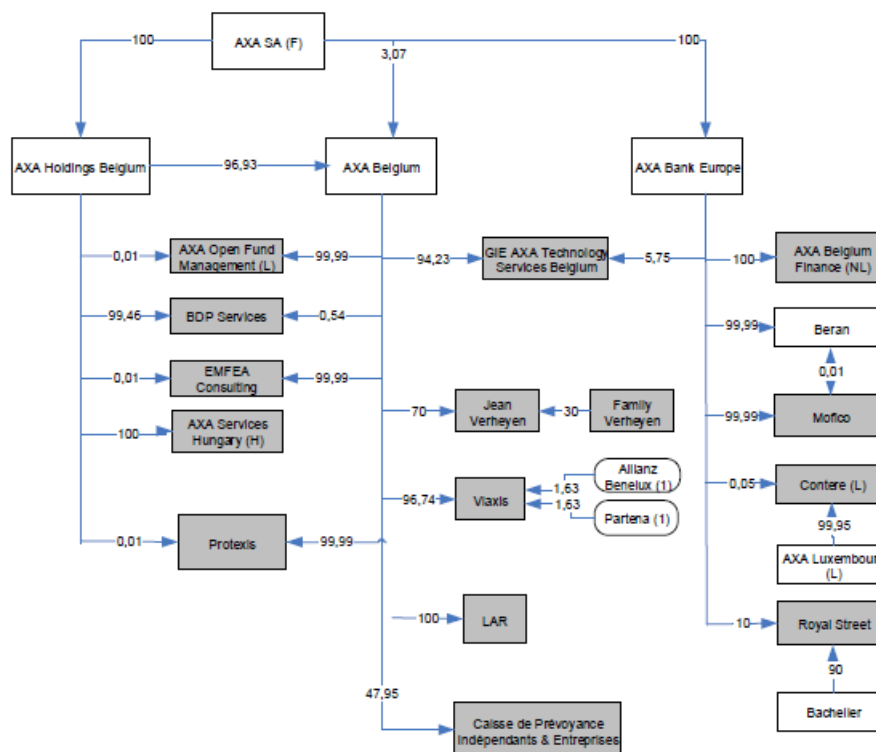 AXA SA (F)
100
3,07
100
AXA Holdings Belgium
96,93
AXA Belgium
AXA Bank Europe
0,01
AXA Open Fund
Management (L)
99,99
94,23
GIE AXA Technology
Services Belgium
5,75
100
AXA Belgium
Finance (NL)
99,46
BDP Services
0,54
99,99
Beran
0,01
0,01
EMFEA
Consulting
99,99
70
Jean
Verheyen
30
Family
Verheyen
99,99
Mofico
100
AXA Services
Hungary (H)
96,74
Viaxis
1,63
1,63
Allianz
Benelux (1)
Partena (1)
0,05
Contere (L)
99,95
AXA Luxembour
(L)
0,01
Protexis
99,99
100
LAR
10
Royal Street
90
Bachelier
47,95
Caisse de Prévoyance
Indépendants & Entreprises